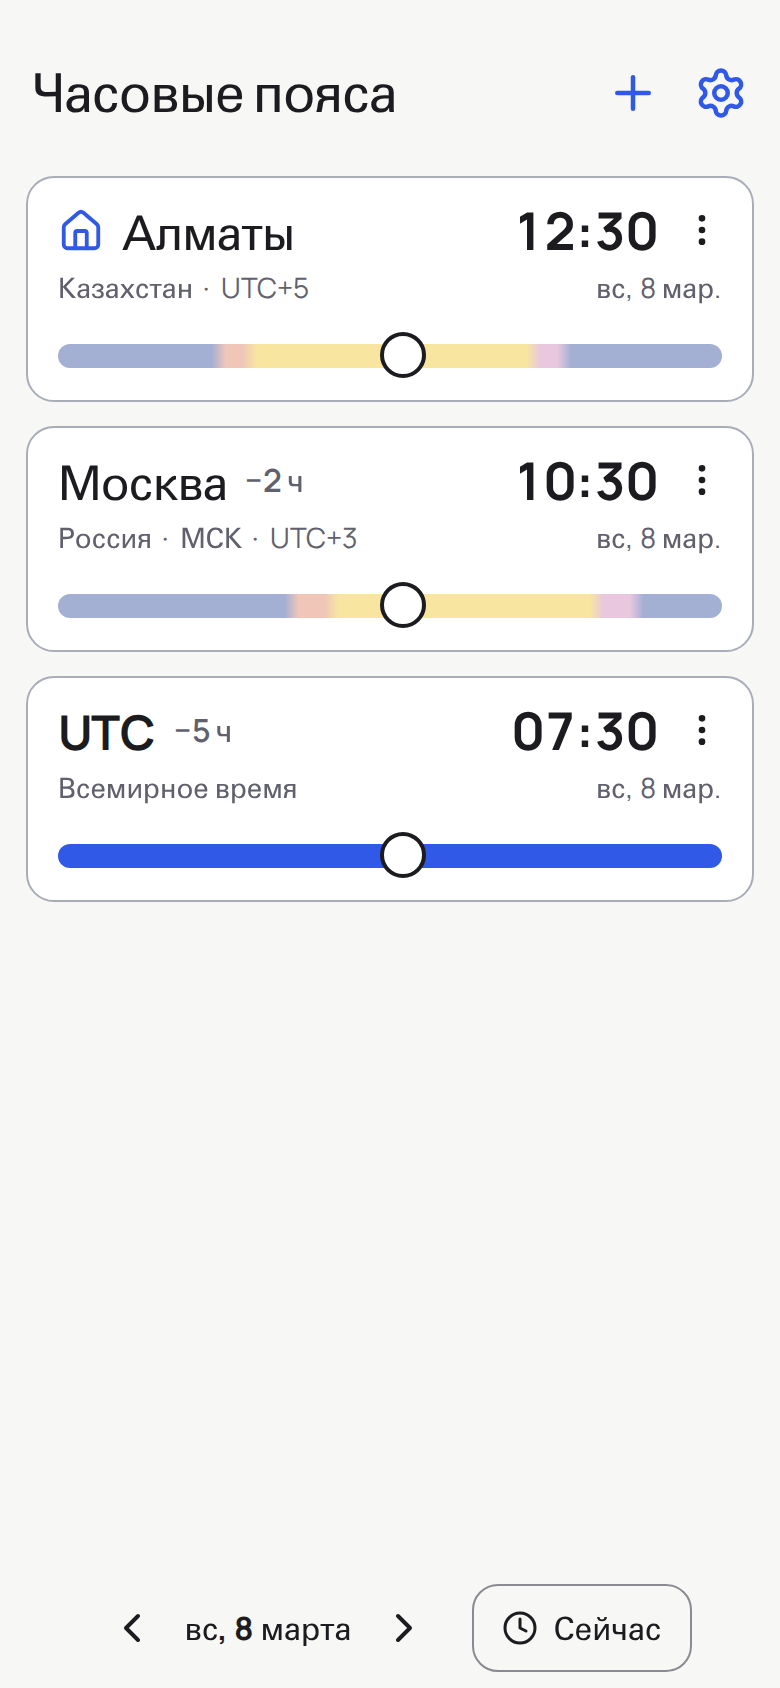 Часовые пояса
Алматы 12:30
Казахстан · UTC+5 вс, 8 мар.
Москва −2 ч 10:30
Россия · МСК · UTC+3 вс, 8 мар.
UTC −5 ч 07:30
Всемирное время вс, 8 мар.
вс, 8 марта Сейчас